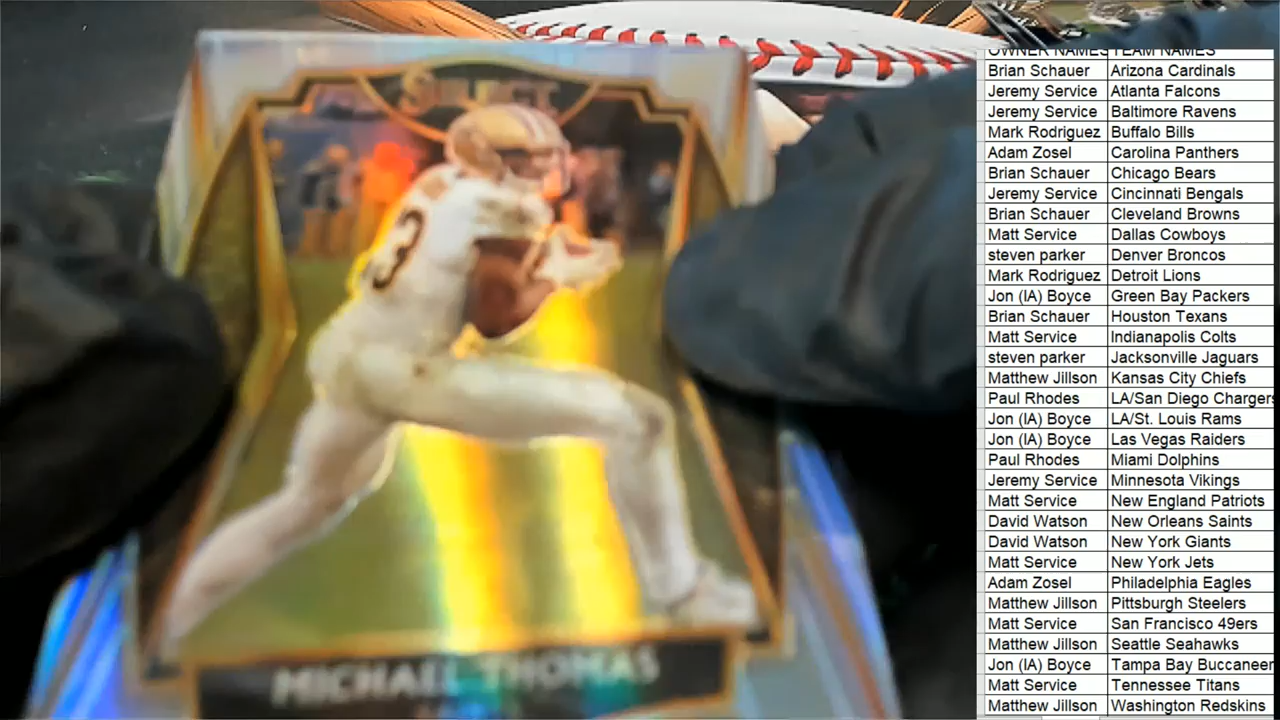 SELECT
3
MICHAEL THOMAS
OWNER NAMES TEAM NAMES
Brian Schauer Arizona Cardinals
Jeremy Service Atlanta Falcons
Jeremy Service Baltimore Ravens
Mark Rodriguez Buffalo Bills
Adam Zosel Carolina Panthers
Brian Schauer Chicago Bears
Jeremy Service Cincinnati Bengals
Brian Schauer Cleveland Browns
Matt Service Dallas Cowboys
steven parker Denver Broncos
Mark Rodriguez Detroit Lions
Jon (IA) Boyce Green Bay Packers
Brian Schauer Houston Texans
Matt Service Indianapolis Colts
steven parker Jacksonville Jaguars
Matthew Jillson Kansas City Chiefs
Paul Rhodes LA/San Diego Chargers
Jon (IA) Boyce LA/St. Louis Rams
Jon (IA) Boyce Las Vegas Raiders
Paul Rhodes Miami Dolphins
Jeremy Service Minnesota Vikings
Matt Service New England Patriots
David Watson New Orleans Saints
David Watson New York Giants
Matt Service New York Jets
Adam Zosel Philadelphia Eagles
Matthew Jillson Pittsburgh Steelers
Matt Service San Francisco 49ers
Matthew Jillson Seattle Seahawks
Jon (IA) Boyce Tampa Bay Buccaneer
Matt Service Tennessee Titans
Matthew Jillson Washington Redskins